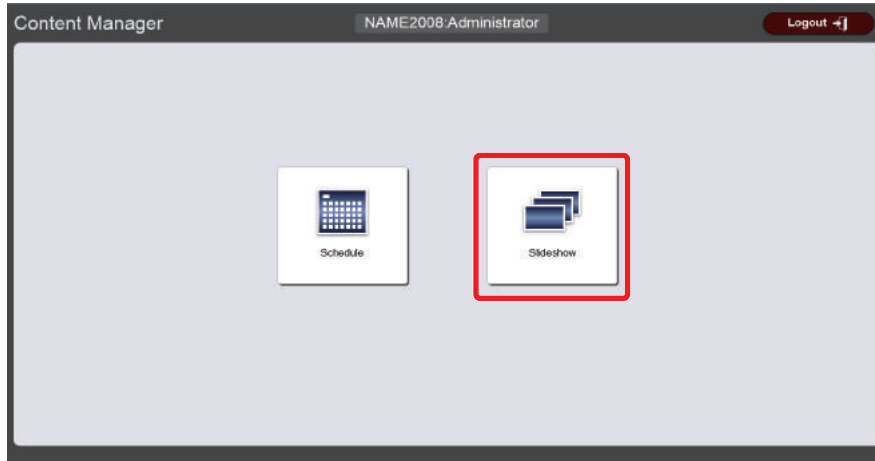 Content Manager
NAME2008:Administrator
Logout
Schedule
Slideshow